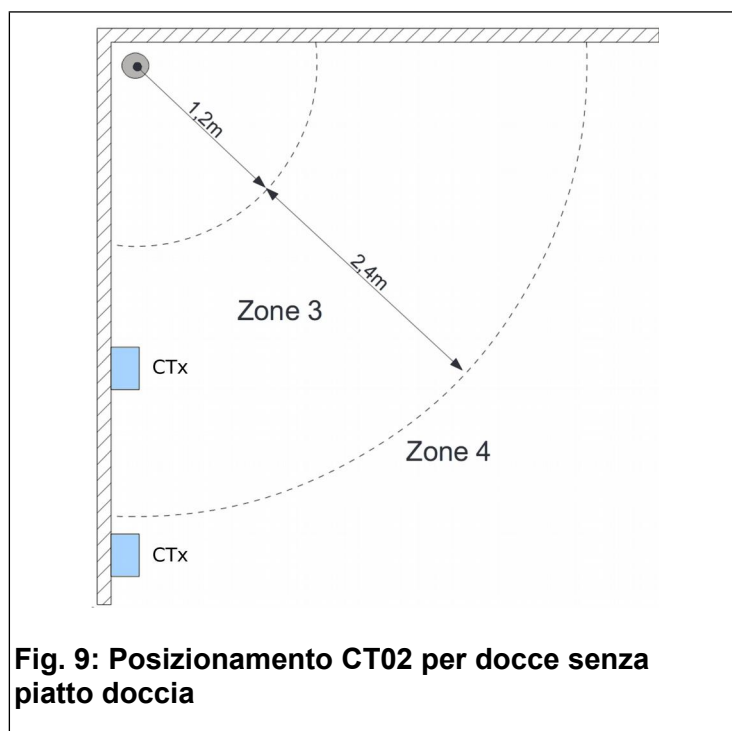 1,2m
2,4m
Zone 3
CTx
Zone 4
CTx
Fig. 9: Posizionamento CT02 per docce senza
piatto doccia